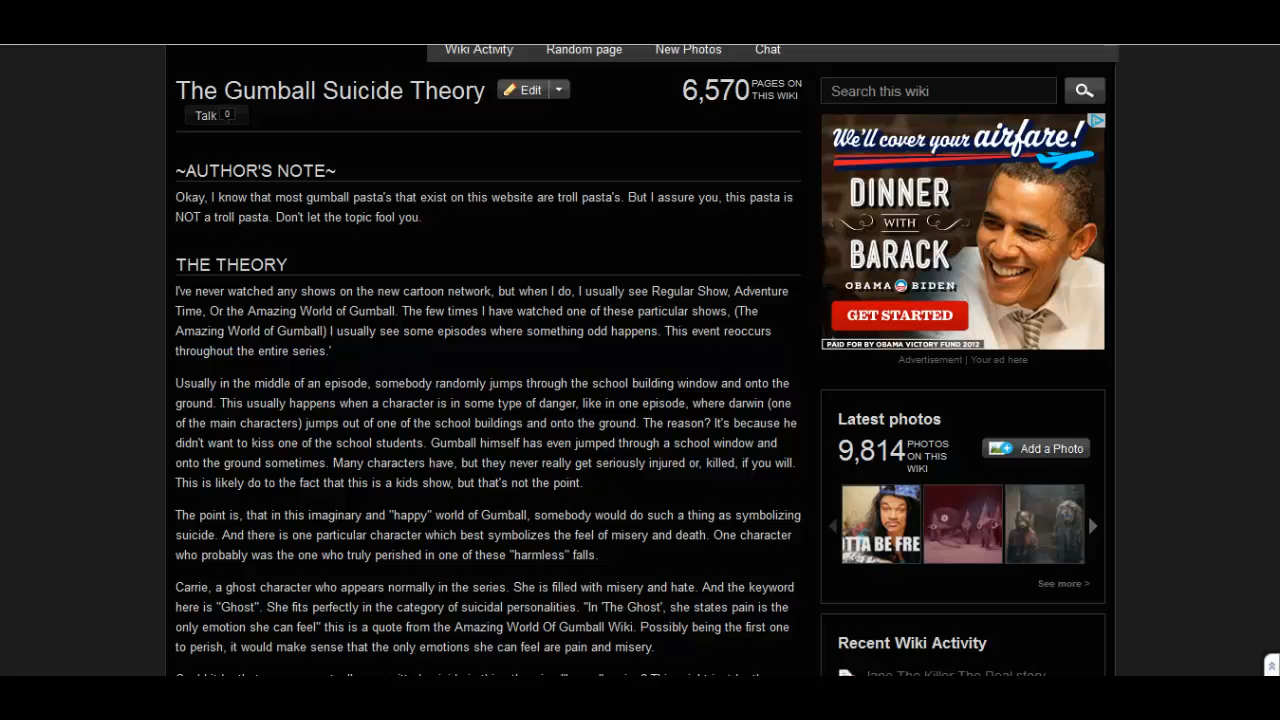 Wiki Activity Random page New Photos Chat
The Gumball Suicide Theory
Edit
6,570 PAGES ON THIS WIKI
Talk 0
Search this wiki
~AUTHOR'S NOTE~
Okay, I know that most gumball pasta's that exist on this website are troll pasta's. But I assure you, this pasta is
NOT a troll pasta. Don't let the topic fool you.
THE THEORY
I've never watched any shows on the new cartoon network, but when I do, I usually see Regular Show, Adventure
Time, Or the Amazing World of Gumball. The few times I have watched one of these particular shows, (The
Amazing World of Gumball) I usually see some episodes where something odd happens. This event reoccurs
throughout the entire series.'
Usually in the middle of an episode, somebody randomly jumps through the school building window and onto the
ground. This usually happens when a character is in some type of danger, like in one episode, where darwin (one
of the main characters) jumps out of one of the school buildings and onto the ground. The reason? It's because he
didn't want to kiss one of the school students. Gumball himself has even jumped through a school window and
onto the ground sometimes. Many characters have, but they never really get seriously injured or, killed, if you will.
This is likely do to the fact that this is a kids show, but that's not the point.
The point is, that in this imaginary and "happy" world of Gumball, somebody would do such a thing as symbolizing
suicide. And there is one particular character which best symbolizes the feel of misery and death. One character
who probably was the one who truly perished in one of these "harmless" falls.
Carrie, a ghost character who appears normally in the series. She is filled with misery and hate. And the keyword
here is "Ghost". She fits perfectly in the category of suicidal personalities. "In 'The Ghost', she states pain is the
only emotion she can feel" this is a quote from the Amazing World Of Gumball Wiki. Possibly being the first one
to perish, it would make sense that the only emotions she can feel are pain and misery.
We'll cover your airfare!
DINNER
WITH
BARACK
OBAMA BIDEN
GET STARTED
PAID FOR BY OBAMA VICTORY FUND 2012
Advertisement | Your ad here
Latest photos
9,814 PHOTOS ON THIS WIKI
Add a Photo
TTA BE FRE
See more >
Recent Wiki Activity
Jane The Killer The Real story